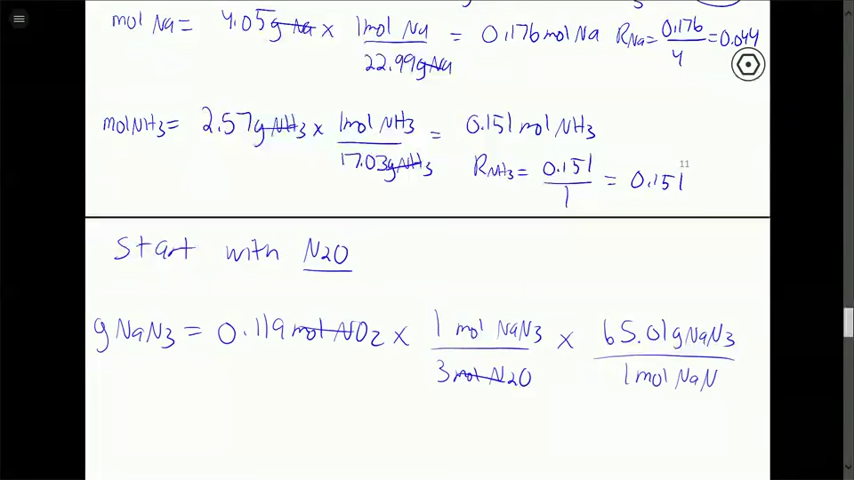 mol Na = 4.05 g Na x 1 mol Na / 22.99 g Na = 0.176 mol Na R Na = 0.176 / 4 = 0.044
mol NH3 = 2.57 g NH3 x 1 mol NH3 / 17.03 g NH3 = 0.151 mol NH3
R NH3 = 0.151 / 1 = 0.151
11
Start with N2O
g NaN3 = 0.119 mol NO2 x 1 mol NaN3 / 3 mol N2O x 65.01 g NaN3 / 1 mol NaN